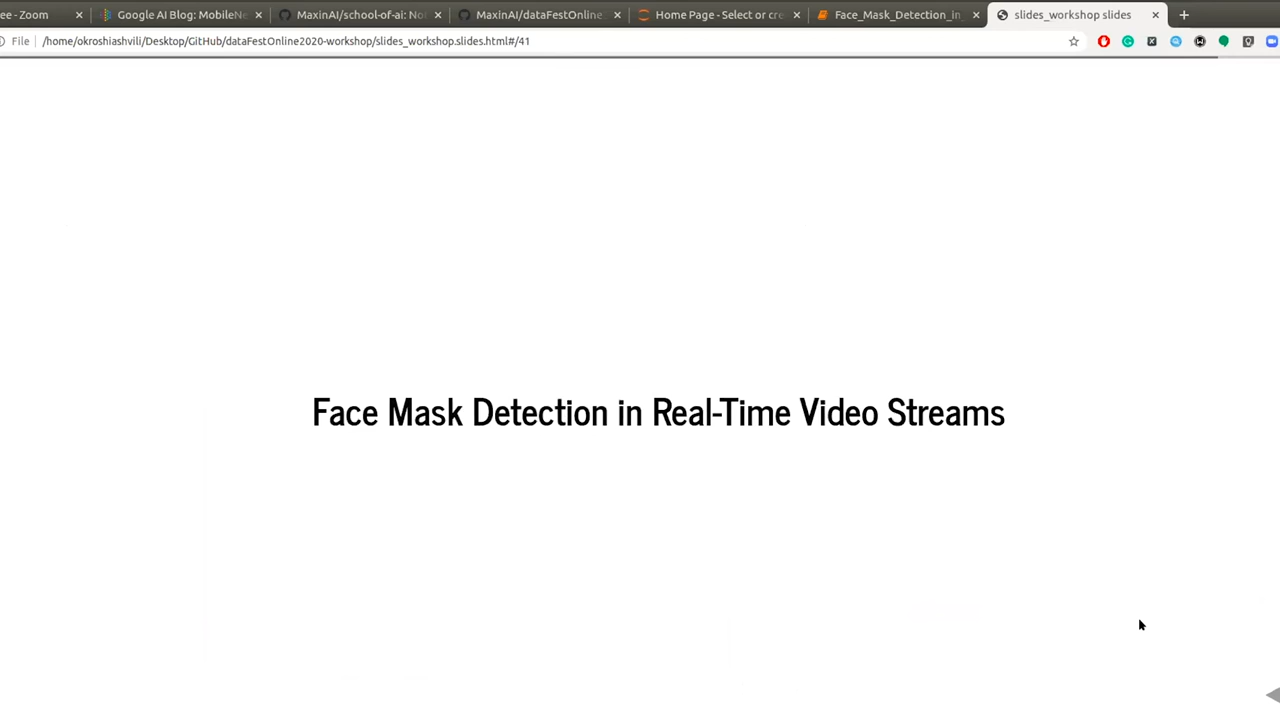 ee - Zoom
Google AI Blog: MobileNe
MaxinAI/school-of-ai: No
MaxinAI/dataFestOnline
Home Page - Select or cre
Face_Mask_Detection_in_
slides_workshop slides
File
/home/okroshiashvili/Desktop/GitHub/dataFestOnline2020-workshop/slides_workshop.slides.html#/41
Face Mask Detection in Real-Time Video Streams